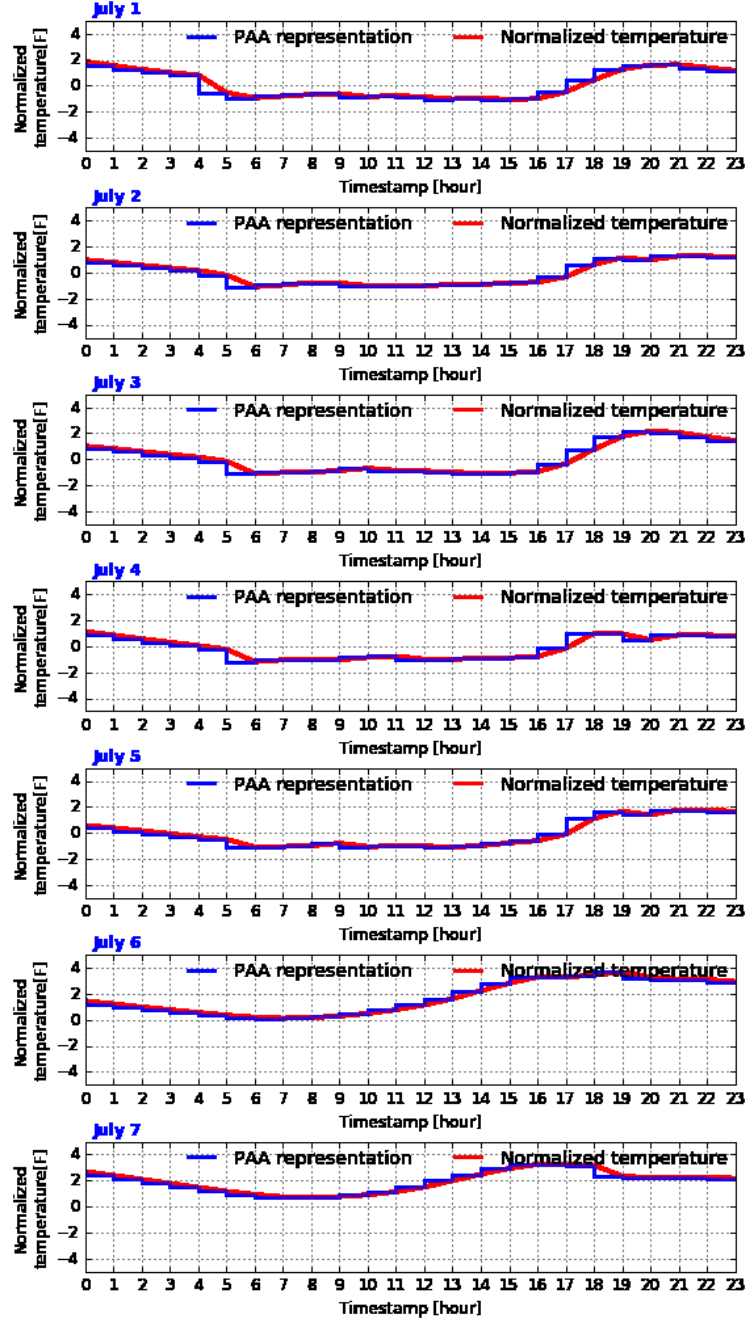 July 1
PAA representation Normalized temperature
Normalized temperature[F]
4
2
0
−2
−4
0 1 2 3 4 5 6 7 8 9 10 11 12 13 14 15 16 17 18 19 20 21 22 23
Timestamp [hour]
July 2
PAA representation Normalized temperature
Normalized temperature[F]
4
2
0
−2
−4
0 1 2 3 4 5 6 7 8 9 10 11 12 13 14 15 16 17 18 19 20 21 22 23
Timestamp [hour]
July 3
PAA representation Normalized temperature
Normalized temperature[F]
4
2
0
−2
−4
0 1 2 3 4 5 6 7 8 9 10 11 12 13 14 15 16 17 18 19 20 21 22 23
Timestamp [hour]
July 4
PAA representation Normalized temperature
Normalized temperature[F]
4
2
0
−2
−4
0 1 2 3 4 5 6 7 8 9 10 11 12 13 14 15 16 17 18 19 20 21 22 23
Timestamp [hour]
July 5
PAA representation Normalized temperature
Normalized temperature[F]
4
2
0
−2
−4
0 1 2 3 4 5 6 7 8 9 10 11 12 13 14 15 16 17 18 19 20 21 22 23
Timestamp [hour]
July 6
PAA representation Normalized temperature
Normalized temperature[F]
4
2
0
−2
−4
0 1 2 3 4 5 6 7 8 9 10 11 12 13 14 15 16 17 18 19 20 21 22 23
Timestamp [hour]
July 7
PAA representation Normalized temperature
Normalized temperature[F]
4
2
0
−2
−4
0 1 2 3 4 5 6 7 8 9 10 11 12 13 14 15 16 17 18 19 20 21 22 23
Timestamp [hour]